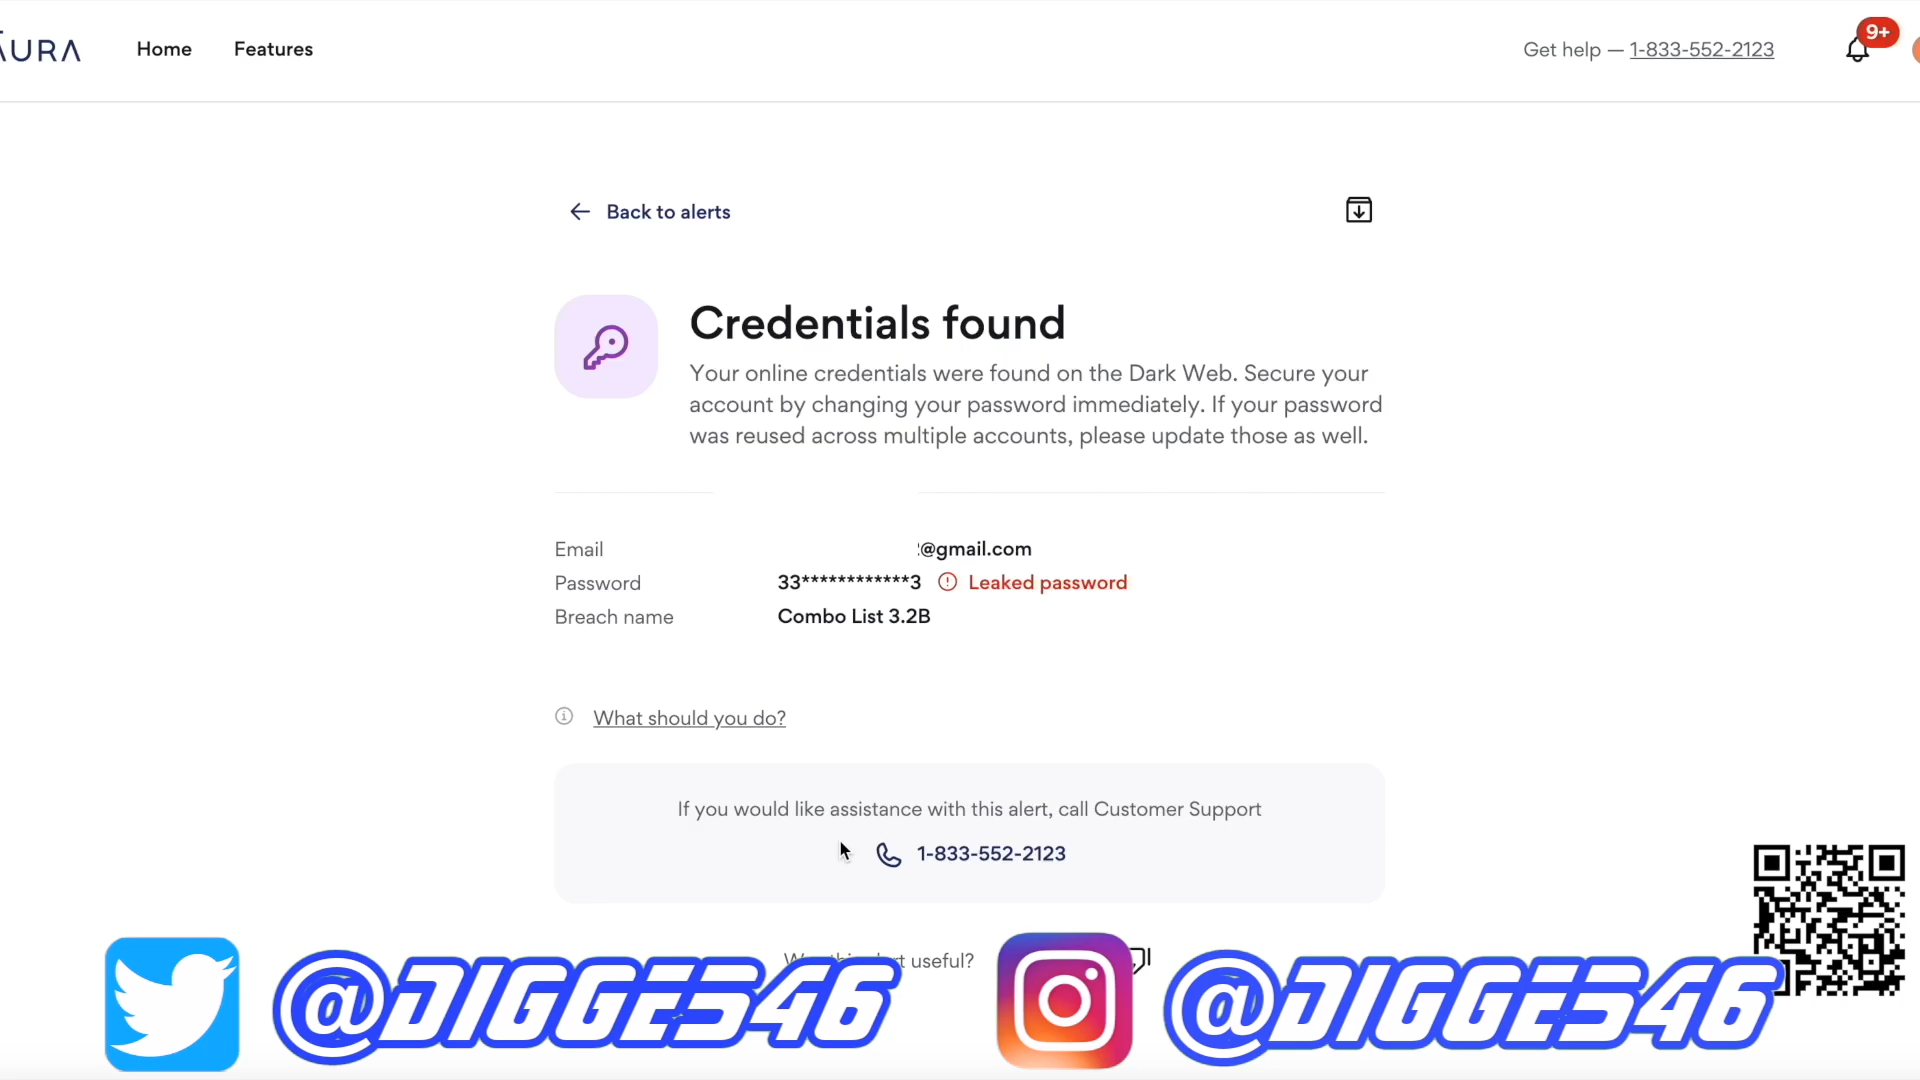 AURA
Home
Features
Get help — 1-833-552-2123
9+
Back to alerts
Credentials found
Your online credentials were found on the Dark Web. Secure your
account by changing your password immediately. If your password
was reused across multiple accounts, please update those as well.
Email
@gmail.com
Password
33************3
Leaked password
Breach name
Combo List 3.2B
What should you do?
If you would like assistance with this alert, call Customer Support
1-833-552-2123
useful?
@DIGGE546
@DIGGE546